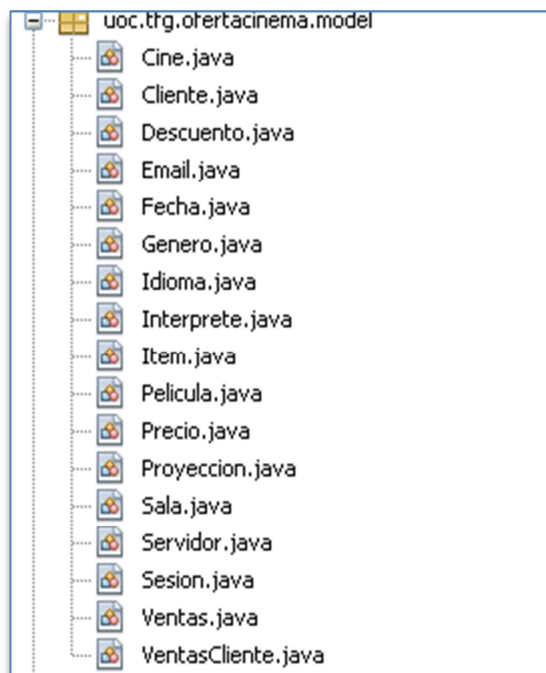 uoc.tfg.ofertacinema.model
Cine.java
Cliente.java
Descuento.java
Email.java
Fecha.java
Genero.java
Idioma.java
Interprete.java
Item.java
Pelicula.java
Precio.java
Proyeccion.java
Sala.java
Servidor.java
Sesion.java
Ventas.java
VentasCliente.java